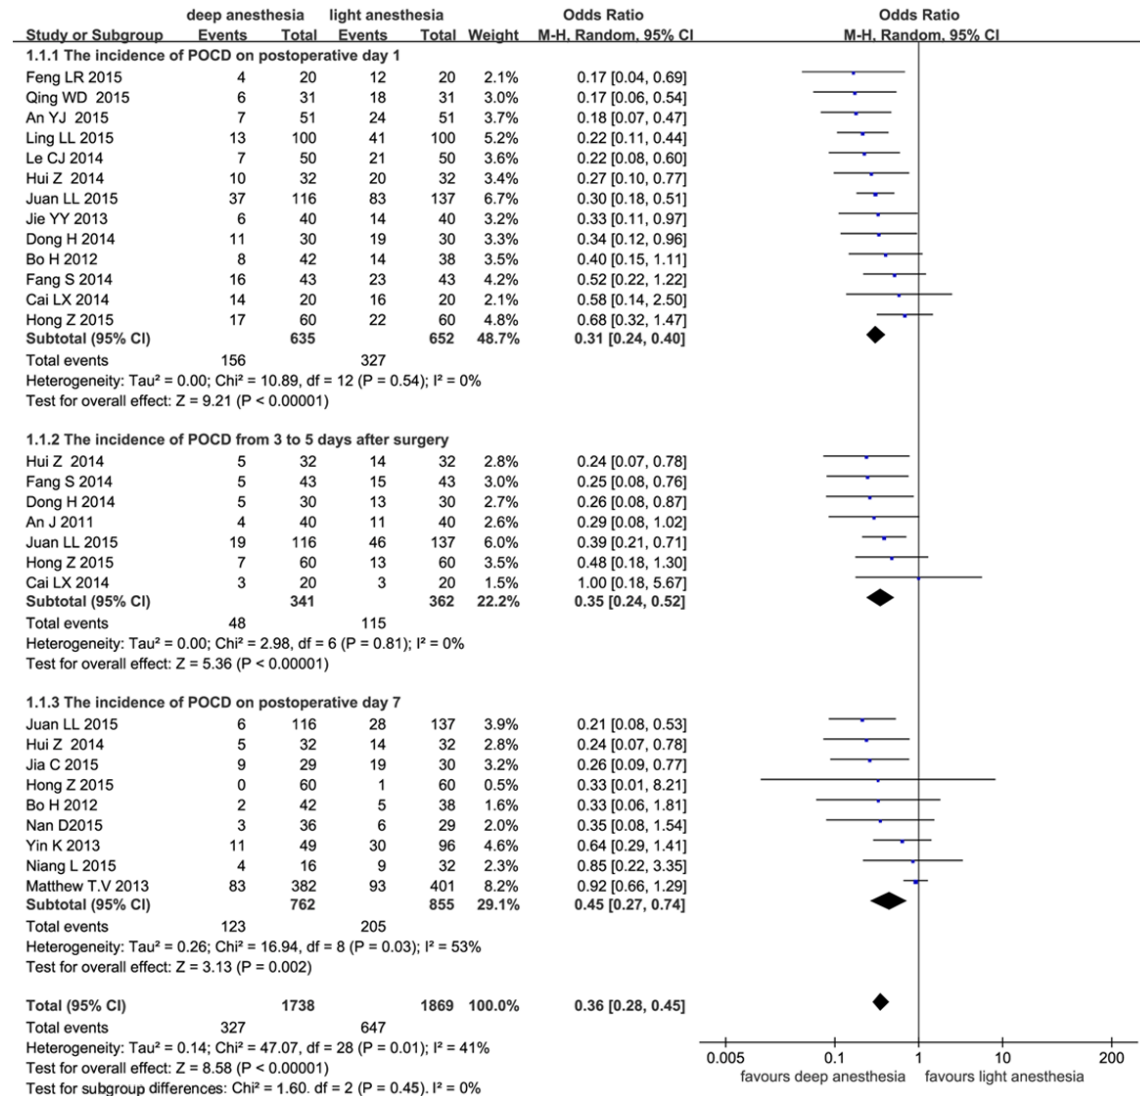 deep anesthesia light anesthesia Odds Ratio Odds Ratio
Study or Subgroup Events Total Events Total Weight M-H, Random, 95% CI M-H, Random, 95% CI
1.1.1 The incidence of POCD on postoperative day 1
Feng LR 2015 4 20 12 20 2.1% 0.17 [0.04, 0.69]
Qing WD 2015 6 31 18 31 3.0% 0.17 [0.06, 0.54]
An YJ 2015 7 51 24 51 3.7% 0.18 [0.07, 0.47]
Ling LL 2015 13 100 41 100 5.2% 0.22 [0.11, 0.44]
Le CJ 2014 7 50 21 50 3.6% 0.22 [0.08, 0.60]
Hui Z 2014 10 32 20 32 3.4% 0.27 [0.10, 0.77]
Juan LL 2015 37 116 83 137 6.7% 0.30 [0.18, 0.51]
Jie YY 2013 6 40 14 40 3.2% 0.33 [0.11, 0.97]
Dong H 2014 11 30 19 30 3.3% 0.34 [0.12, 0.96]
Bo H 2012 8 42 14 38 3.5% 0.40 [0.15, 1.11]
Fang S 2014 16 43 23 43 4.2% 0.52 [0.22, 1.22]
Cai LX 2014 14 20 16 20 2.1% 0.58 [0.14, 2.50]
Hong Z 2015 17 60 22 60 4.8% 0.68 [0.32, 1.47]
Subtotal (95% CI) 635 652 48.7% 0.31 [0.24, 0.40]
Total events 156 327
Heterogeneity: Tau² = 0.00; Chi² = 10.89, df = 12 (P = 0.54); I² = 0%
Test for overall effect: Z = 9.21 (P < 0.00001)
1.1.2 The incidence of POCD from 3 to 5 days after surgery
Hui Z 2014 5 32 14 32 2.8% 0.24 [0.07, 0.78]
Fang S 2014 5 43 15 43 3.0% 0.25 [0.08, 0.76]
Dong H 2014 5 30 13 30 2.7% 0.26 [0.08, 0.87]
An J 2011 4 40 11 40 2.6% 0.29 [0.08, 1.02]
Juan LL 2015 19 116 46 137 6.0% 0.39 [0.21, 0.71]
Hong Z 2015 7 60 13 60 3.5% 0.48 [0.18, 1.30]
Cai LX 2014 3 20 3 20 1.5% 1.00 [0.18, 5.67]
Subtotal (95% CI) 341 362 22.2% 0.35 [0.24, 0.52]
Total events 48 115
Heterogeneity: Tau² = 0.00; Chi² = 2.98, df = 6 (P = 0.81); I² = 0%
Test for overall effect: Z = 5.36 (P < 0.00001)
1.1.3 The incidence of POCD on postoperative day 7
Juan LL 2015 6 116 28 137 3.9% 0.21 [0.08, 0.53]
Hui Z 2014 5 32 14 32 2.8% 0.24 [0.07, 0.78]
Jia C 2015 9 29 19 30 3.2% 0.26 [0.09, 0.77]
Hong Z 2015 0 60 1 60 0.5% 0.33 [0.01, 8.21]
Bo H 2012 2 42 5 38 1.6% 0.33 [0.06, 1.81]
Nan D2015 3 36 6 29 2.0% 0.35 [0.08, 1.54]
Yin K 2013 11 49 30 96 4.6% 0.64 [0.29, 1.41]
Niang L 2015 4 16 9 32 2.3% 0.85 [0.22, 3.35]
Matthew T.V 2013 83 382 93 401 8.2% 0.92 [0.66, 1.29]
Subtotal (95% CI) 762 855 29.1% 0.45 [0.27, 0.74]
Total events 123 205
Heterogeneity: Tau² = 0.26; Chi² = 16.94, df = 8 (P = 0.03); I² = 53%
Test for overall effect: Z = 3.13 (P = 0.002)
Total (95% CI) 1738 1869 100.0% 0.36 [0.28, 0.45]
Total events 327 647
Heterogeneity: Tau² = 0.14; Chi² = 47.07, df = 28 (P = 0.01); I² = 41%
Test for overall effect: Z = 8.58 (P < 0.00001)
Test for subgroup differences: Chi² = 1.60. df = 2 (P = 0.45). I² = 0%
0.005 0.1 1 10 200
favours deep anesthesia favours light anesthesia